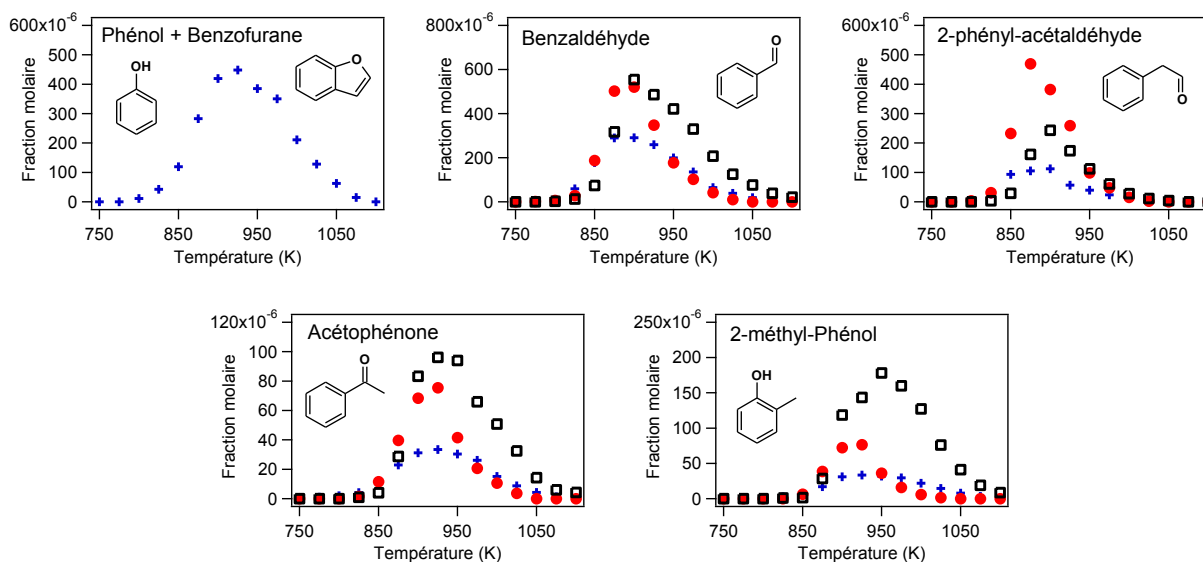 600x10⁻⁶
500
400
300
200
100
0
Fraction molaire
Phénol + Benzofurane
OH
O
750
850
950
1050
Température (K)
800x10⁻⁶
600
400
200
0
Fraction molaire
Benzaldéhyde
O
750
850
950
1050
Température (K)
600x10⁻⁶
500
400
300
200
100
0
Fraction molaire
2-phényl-acétaldéhyde
O
750
850
950
1050
Température (K)
120x10⁻⁶
100
80
60
40
20
0
Fraction molaire
Acétophénone
O
750
850
950
1050
Température (K)
250x10⁻⁶
200
150
100
50
0
Fraction molaire
2-méthyl-Phénol
OH
750
850
950
1050
Température (K)